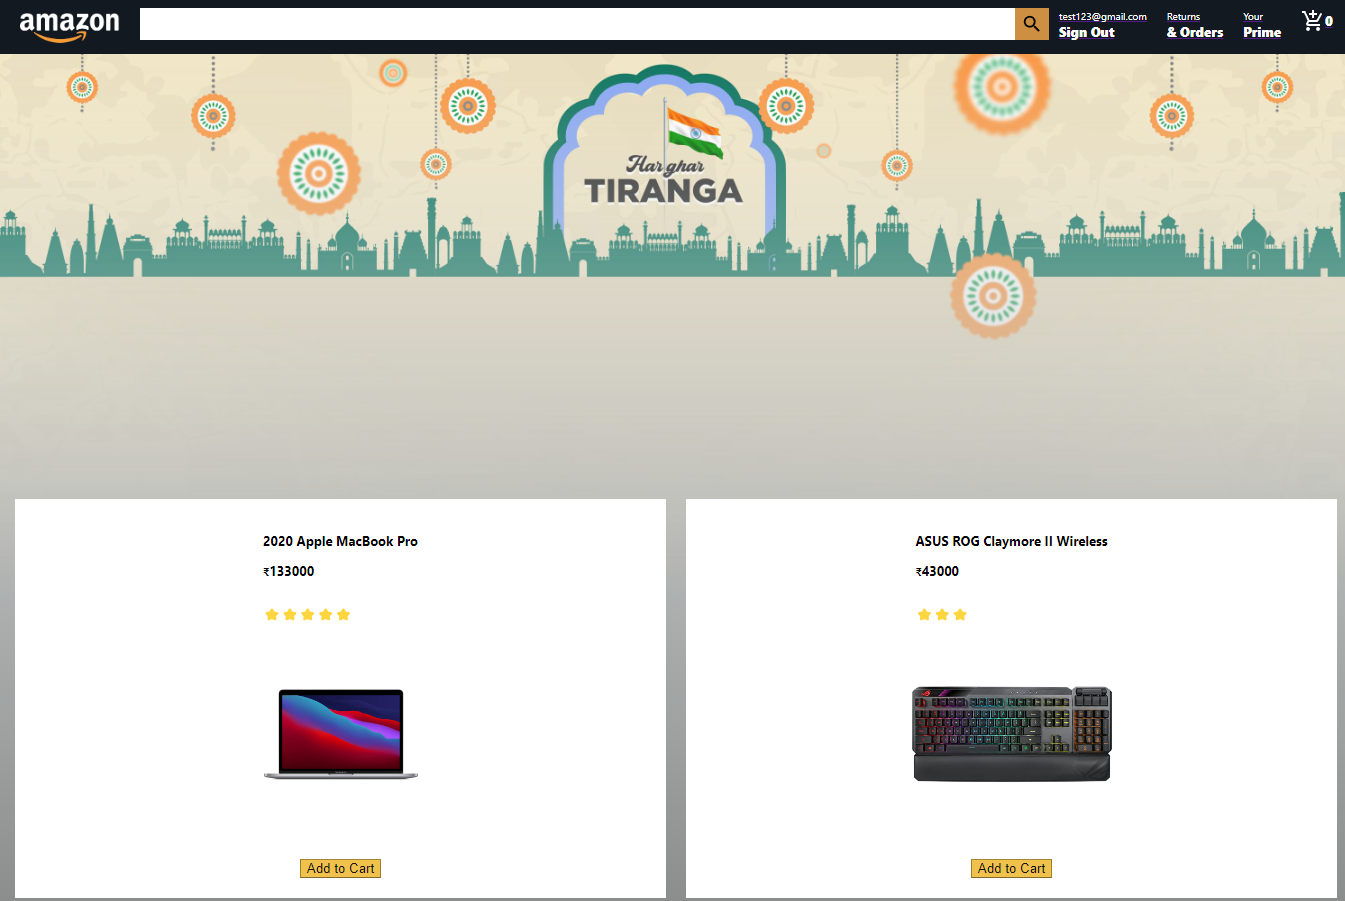 amazon
test123@gmail.com
Sign Out
Returns
& Orders
Your
Prime
0
Har ghar
TIRANGA
2020 Apple MacBook Pro
₹133000
ASUS ROG Claymore II Wireless
₹43000
Add to Cart
Add to Cart